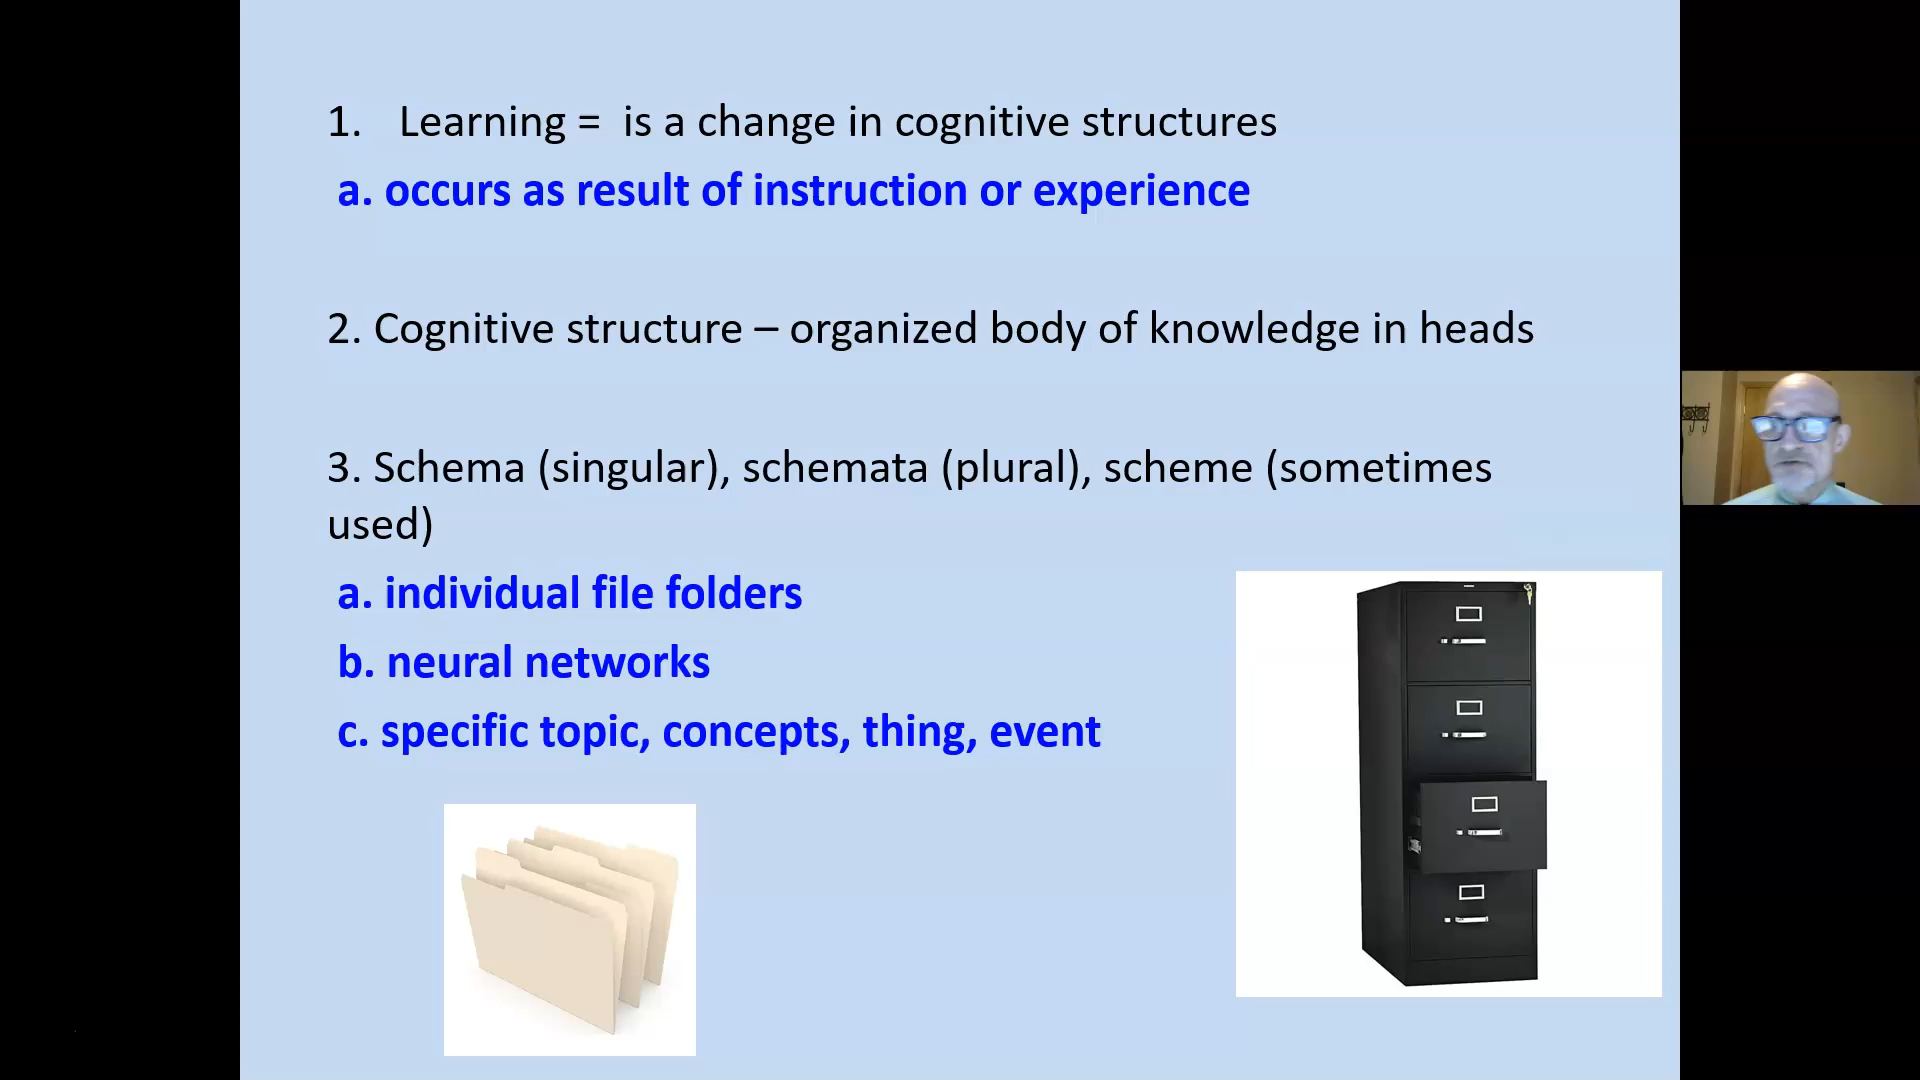 1. Learning = is a change in cognitive structures
a. occurs as result of instruction or experience
2. Cognitive structure – organized body of knowledge in heads
3. Schema (singular), schemata (plural), scheme (sometimes
used)
a. individual file folders
b. neural networks
c. specific topic, concepts, thing, event